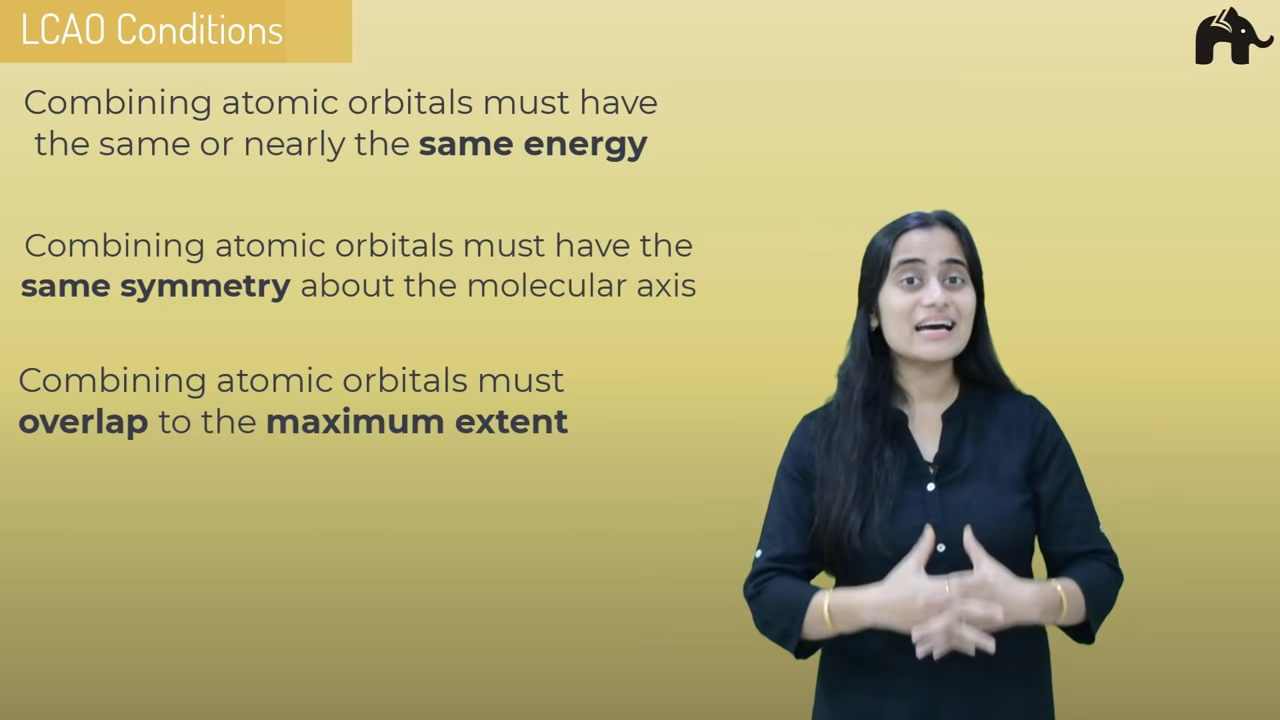 LCAO Conditions
Combining atomic orbitals must have
the same or nearly the same energy
Combining atomic orbitals must have the
same symmetry about the molecular axis
Combining atomic orbitals must
overlap to the maximum extent